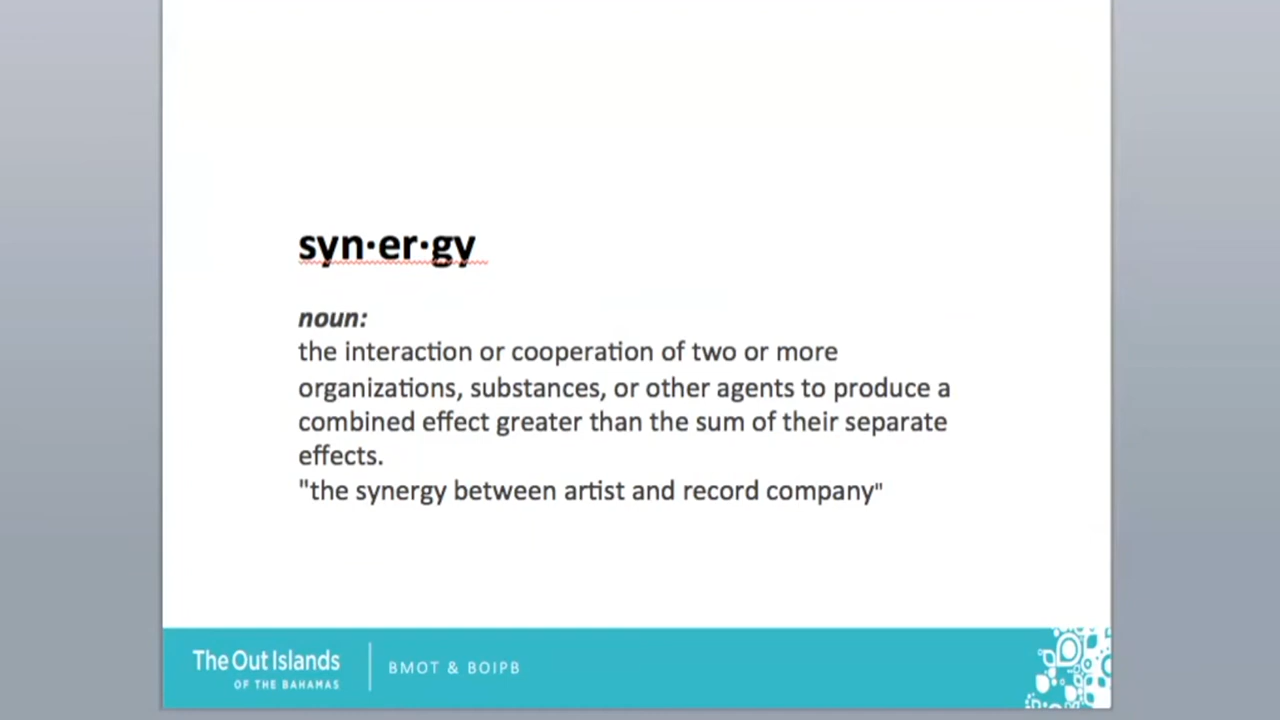 syn·er·gy
noun:
the interaction or cooperation of two or more
organizations, substances, or other agents to produce a
combined effect greater than the sum of their separate
effects.
"the synergy between artist and record company"
The Out Islands
OF THE BAHAMAS
BMOT & BOIPB